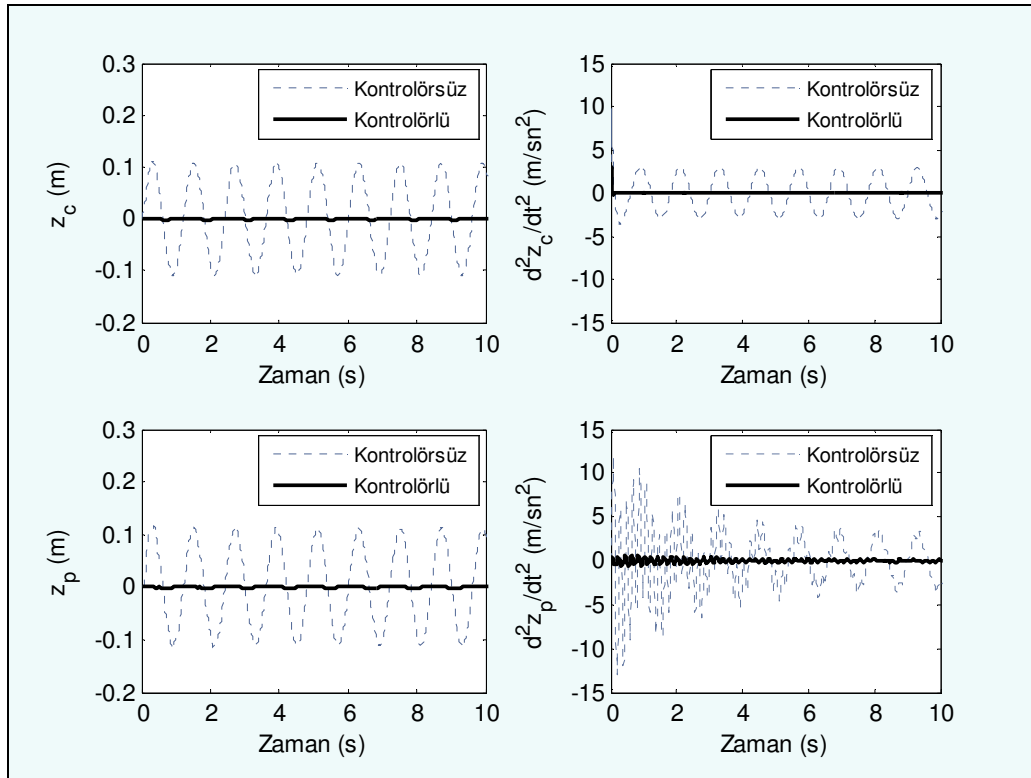 0.3
0.2
0.1
0
-0.1
-0.2
z_c (m)
0 2 4 6 8 10
Zaman (s)
Kontrolörsüz
Kontrolörlü
15
10
5
0
-5
-10
-15
d²z_c/dt² (m/sn²)
0 2 4 6 8 10
Zaman (s)
Kontrolörsüz
Kontrolörlü
0.3
0.2
0.1
0
-0.1
-0.2
z_p (m)
0 2 4 6 8 10
Zaman (s)
Kontrolörsüz
Kontrolörlü
15
10
5
0
-5
-10
-15
d²z_p/dt² (m/sn²)
0 2 4 6 8 10
Zaman (s)
Kontrolörsüz
Kontrolörlü